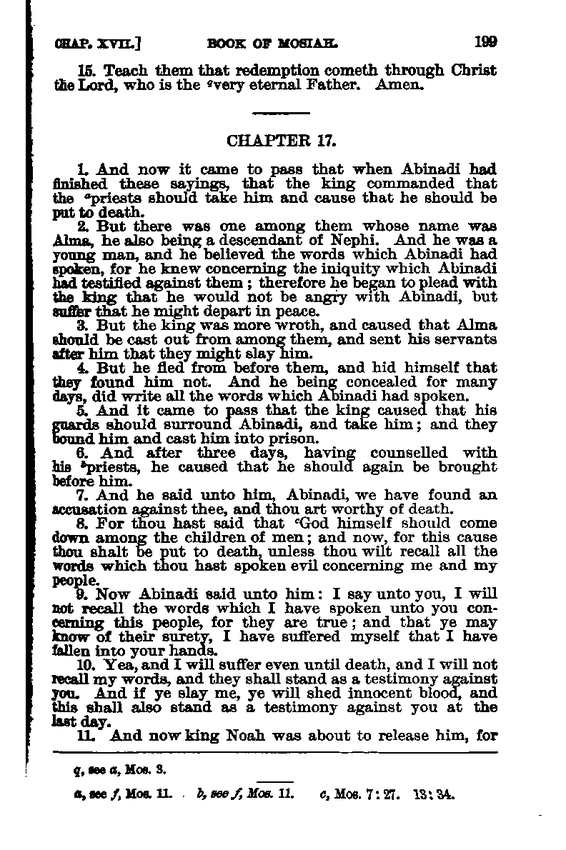 CHAP. XVII.] BOOK OF MOSIAH. 199
15. Teach them that redemption cometh through Christ
the Lord, who is the qvery eternal Father. Amen.
CHAPTER 17.
1. And now it came to pass that when Abinadi had
finished these sayings, that the king commanded that
the apriests should take him and cause that he should be
put to death.
2. But there was one among them whose name was
Alma, he also being a descendant of Nephi. And he was a
young man, and he believed the words which Abinadi had
spoken, for he knew concerning the iniquity which Abinadi
had testified against them; therefore he began to plead with
the king that he would not be angry with Abinadi, but
suffer that he might depart in peace.
3. But the king was more wroth, and caused that Alma
should be cast out from among them, and sent his servants
after him that they might slay him.
4. But he fled from before them, and hid himself that
they found him not. And he being concealed for many
days, did write all the words which Abinadi had spoken.
5. And it came to pass that the king caused that his
guards should surround Abinadi, and take him; and they
bound him and cast him into prison.
6. And after three days, having counselled with
his bpriests, he caused that he should again be brought
before him.
7. And he said unto him, Abinadi, we have found an
accusation against thee, and thou art worthy of death.
8. For thou hast said that cGod himself should come
down among the children of men; and now, for this cause
thou shalt be put to death, unless thou wilt recall all the
words which thou hast spoken evil concerning me and my
people.
9. Now Abinadi said unto him: I say unto you, I will
not recall the words which I have spoken unto you con-
cerning this people, for they are true; and that ye may
know of their surety, I have suffered myself that I have
fallen into your hands.
10. Yea, and I will suffer even until death, and I will not
recall my words, and they shall stand as a testimony against
you. And if ye slay me, ye will shed innocent blood, and
this shall also stand as a testimony against you at the
last day.
11. And now king Noah was about to release him, for
q, see a, Mos. 3.
a, see f, Mos. 11. b, see f, Mos. 11. c, Mos. 7:27. 13:34.